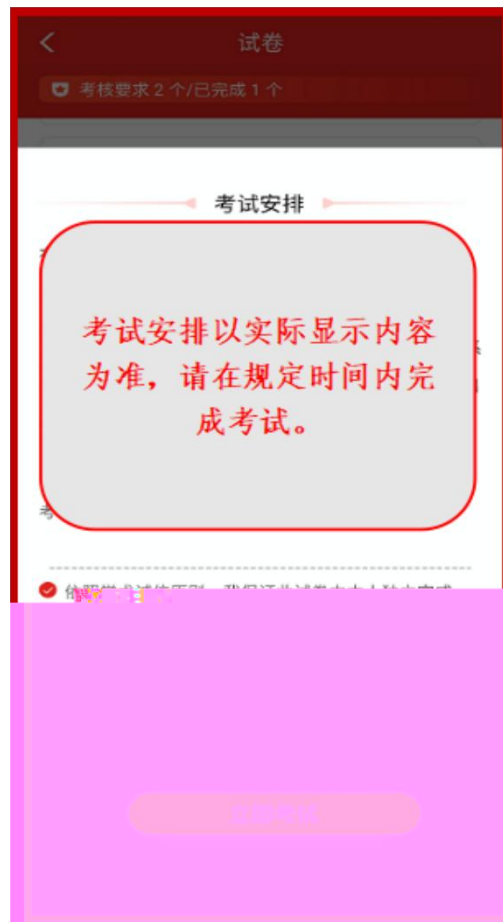 试卷
考核要求 2 个/已完成 1 个
考试安排
考试安排以实际显示内容
为准，请在规定时间内完
成考试。
考